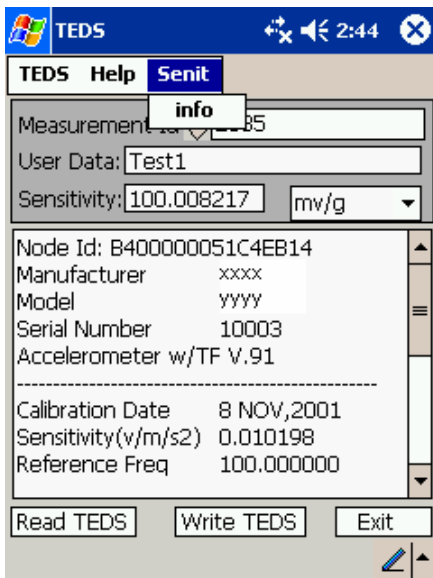 TEDS 2:44
TEDS Help Senit
info
Measurement
User Data: Test1
Sensitivity: 100.008217 mv/g
Node Id: B400000051C4EB14
Manufacturer xxxx
Model yyyy
Serial Number 10003
Accelerometer w/TF V.91
------------------------------------------------
Calibration Date 8 NOV,2001
Sensitivity(v/m/s2) 0.010198
Reference Freq 100.000000
Read TEDS Write TEDS Exit